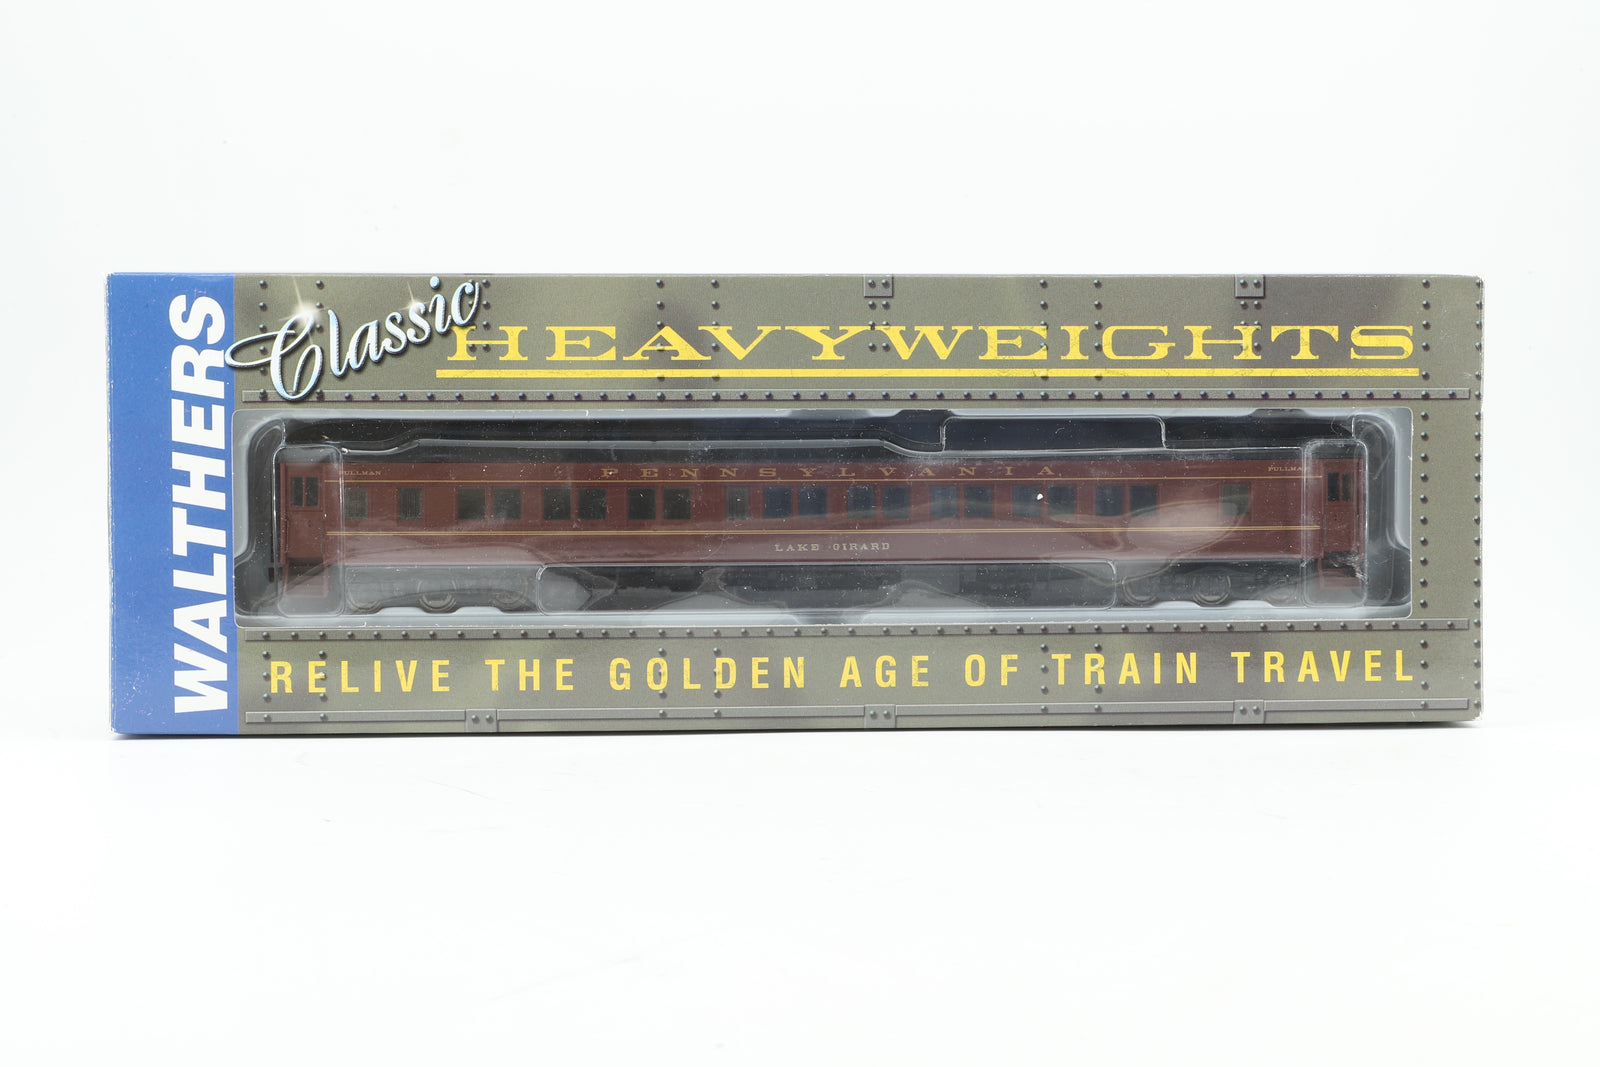 WALTHERS
Classic
HEAVYWEIGHTS
PULLMAN
PENNSYLVANIA
PULLMAN
LAKE GIRARD
RELIVE THE GOLDEN AGE OF TRAIN TRAVEL